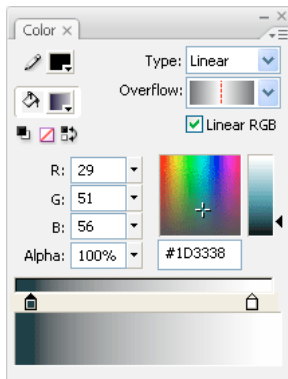 Color ×
Type: Linear
Overflow:
Linear RGB
R: 29
G: 51
B: 56
Alpha: 100%
#1D3338